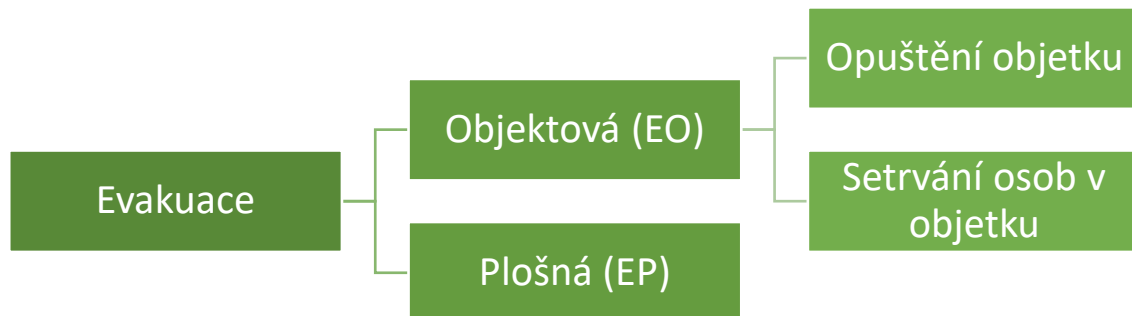 Evakuace
Objektová (EO)
Opuštění objetku
Setrvání osob v
objetku
Plošná (EP)